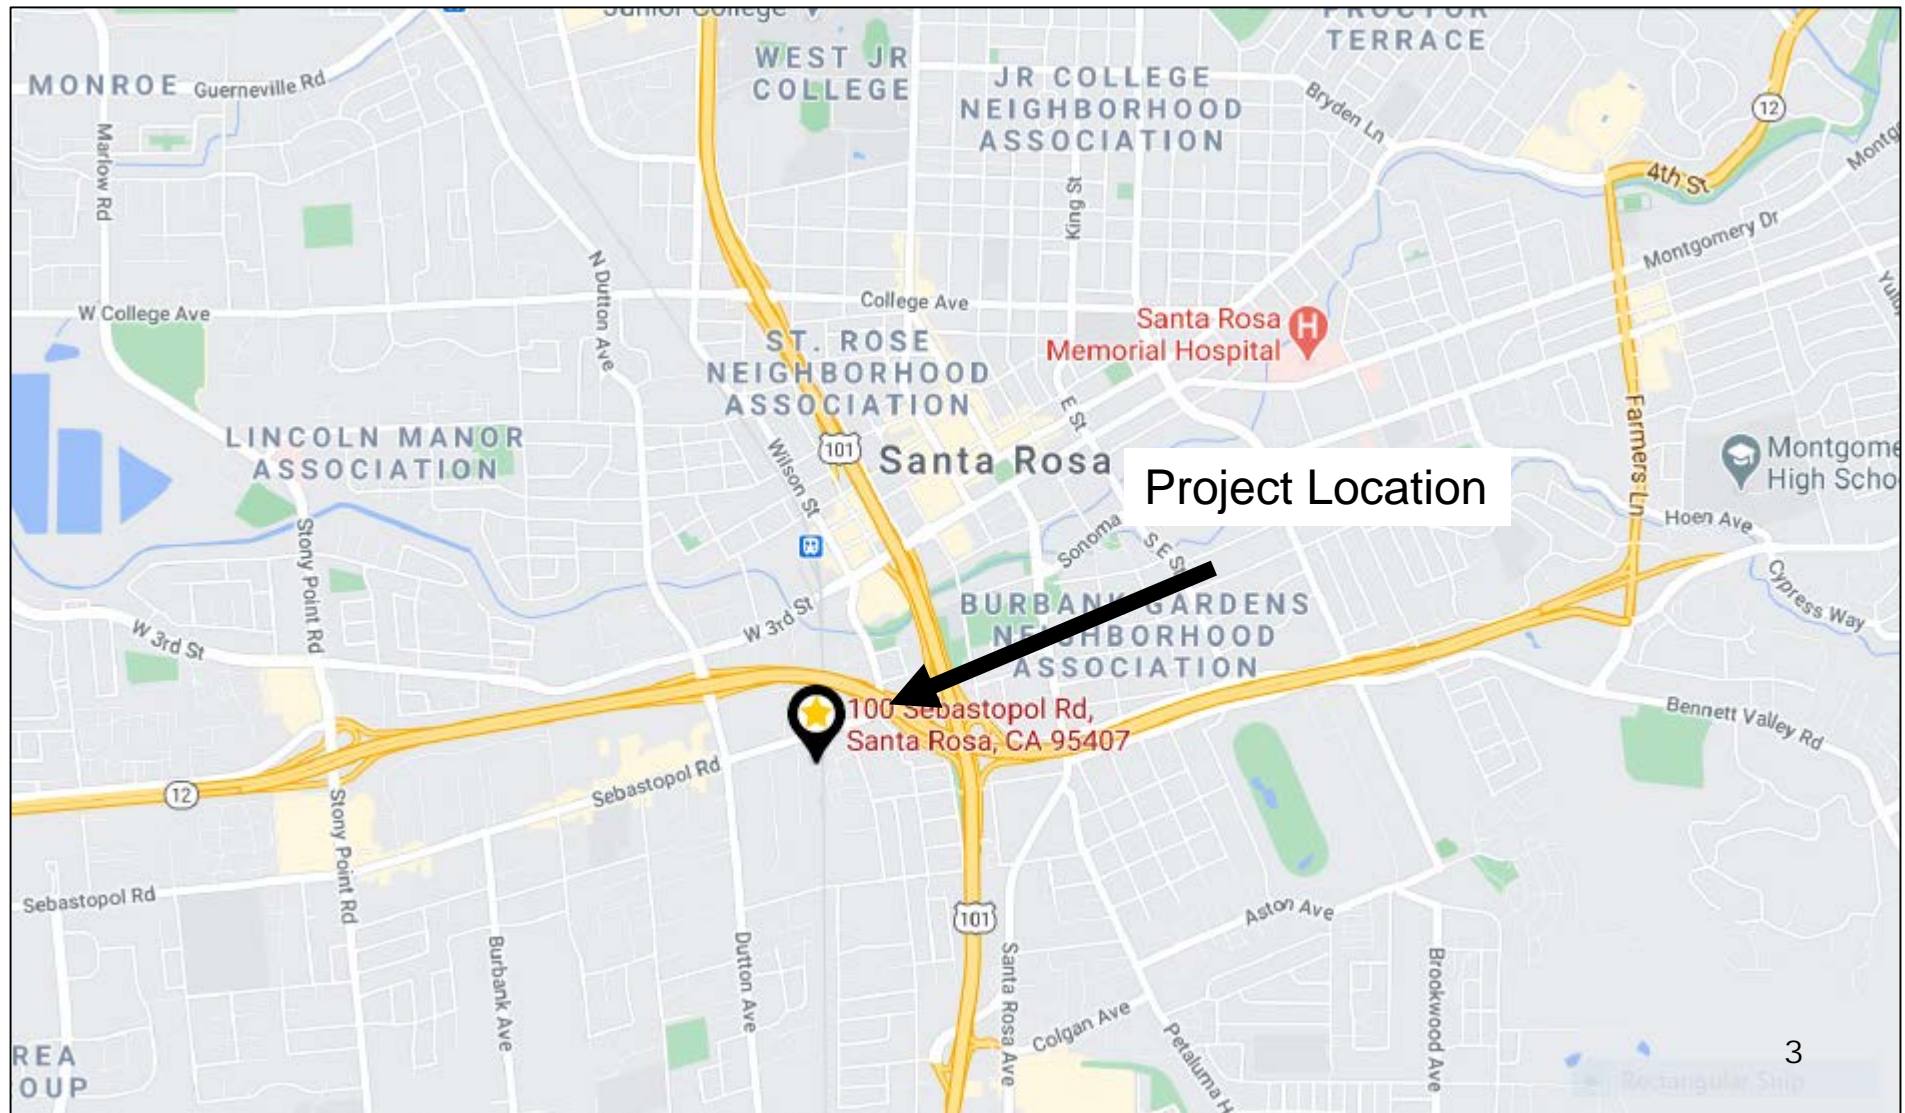 Junior College
PROCTOR
TERRACE
WEST JR
COLLEGE
JR COLLEGE
NEIGHBORHOOD
ASSOCIATION
MONROE
Guerneville Rd
Bryden Ln
12
Marlow Rd
4th St
King St
Montgomery Dr
N Dutton Ave
W College Ave
College Ave
Santa Rosa
Memorial Hospital
H
ST. ROSE
NEIGHBORHOOD
ASSOCIATION
E St
Farmers Ln
LINCOLN MANOR
ASSOCIATION
Wilson St
101
Santa Rosa
Project Location
Montgome
High Scho
Hoen Ave
Stony Point Rd
Sonoma
S E St
Cypress Way
W 3rd St
W 3rd St
BURBANK GARDENS
NEIGHBORHOOD
ASSOCIATION
100 Sebastopol Rd,
Santa Rosa, CA 95407
Bennett Valley Rd
12
Sebastopol Rd
Stony Point Rd
Sebastopol Rd
101
Aston Ave
Burbank Ave
Dutton Ave
Santa Rosa Ave
Brookwood Ave
Colgan Ave
Petaluma H
REA
OUP
3
Rectangular Snip